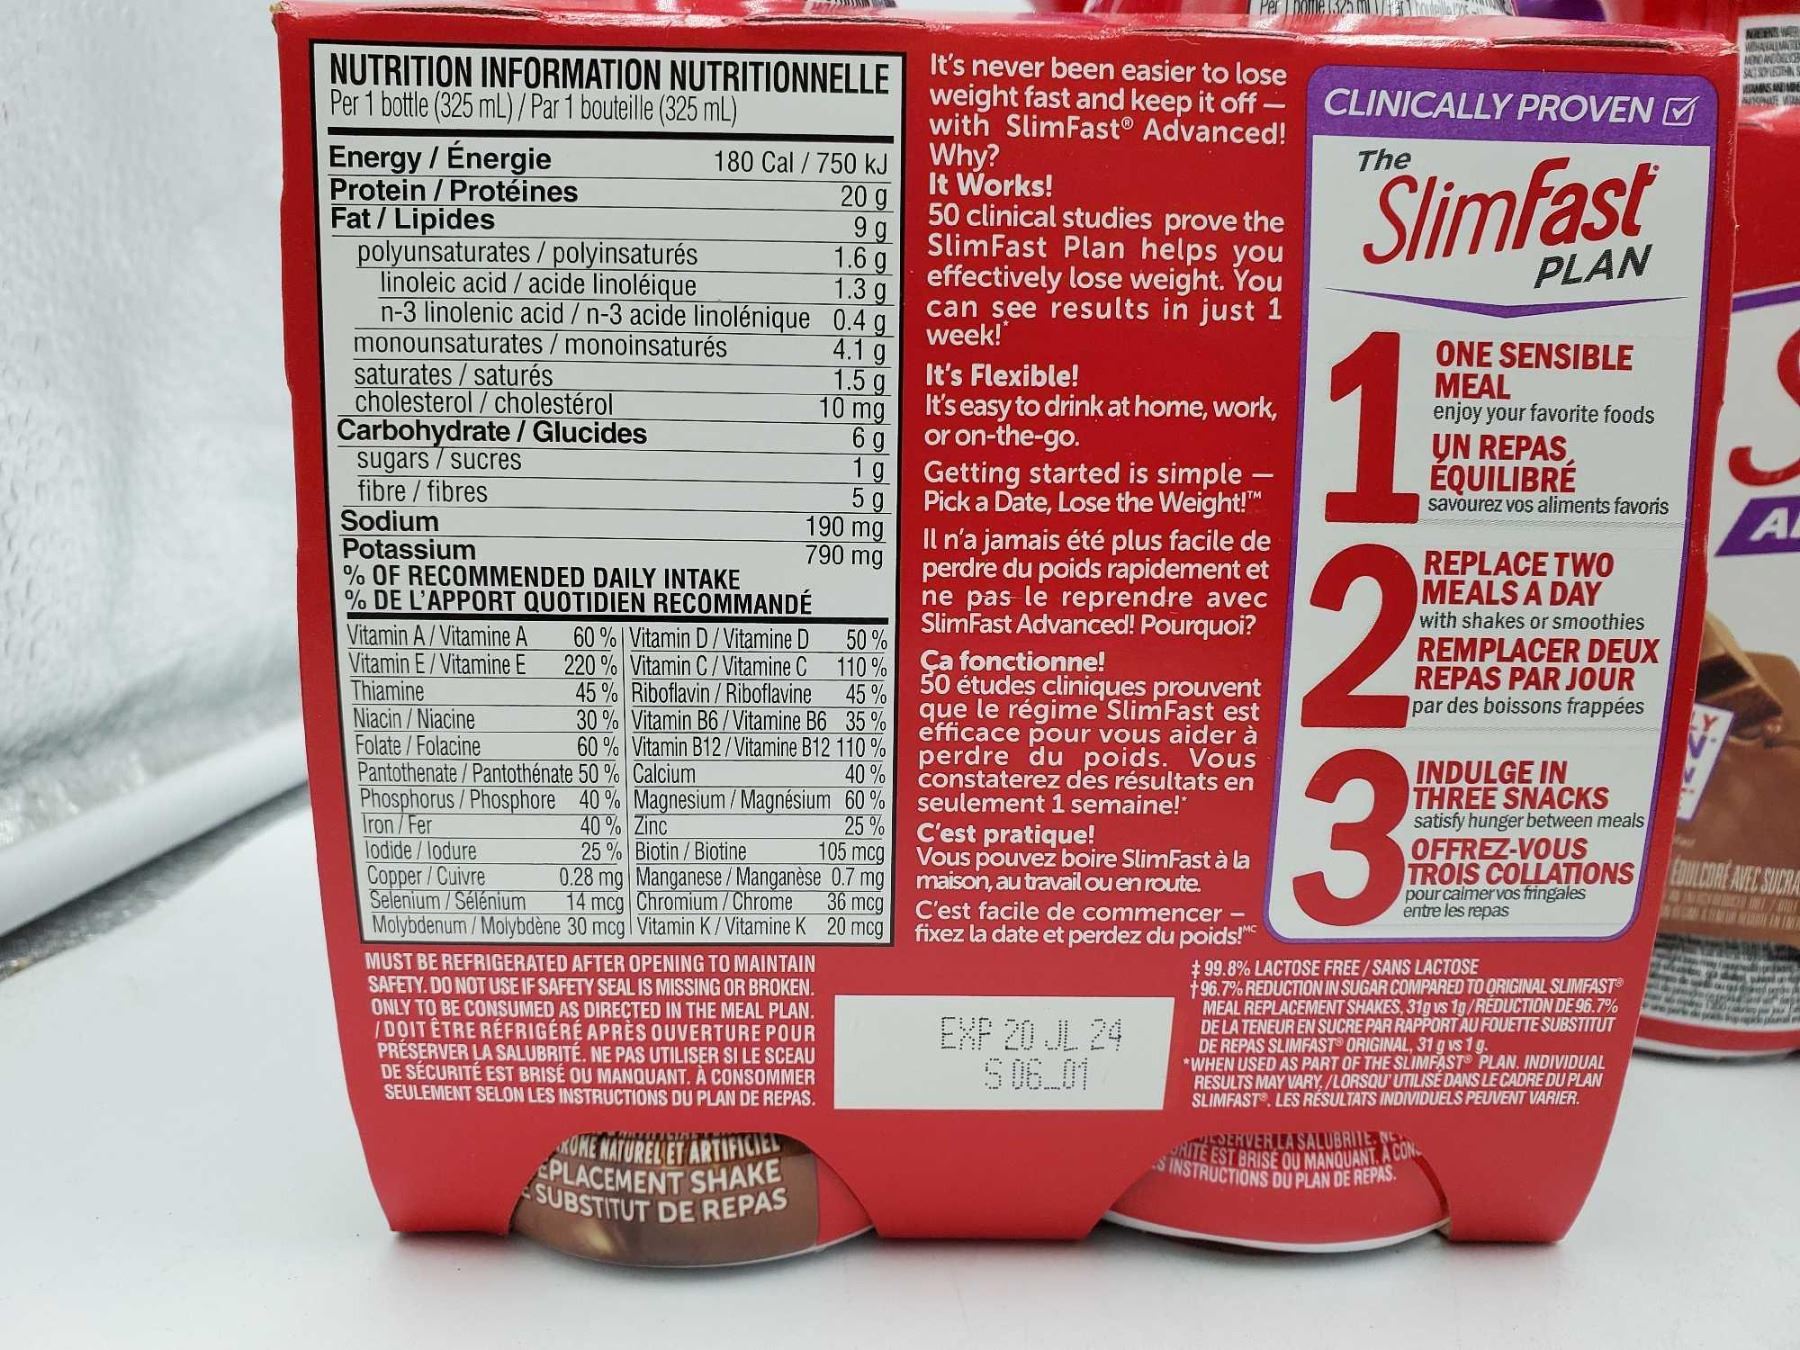 NUTRITION INFORMATION NUTRITIONNELLE
Per 1 bottle (325 mL) / Par 1 bouteille (325 mL)
Energy / Énergie 180 Cal / 750 kJ
Protein / Protéines 20 g
Fat / Lipides 9 g
polyunsaturates / polyinsaturés 1.6 g
linoleic acid / acide linoléique 1.3 g
n-3 linolenic acid / n-3 acide linolénique 0.4 g
monounsaturates / monoinsaturés 4.1 g
saturates / saturés 1.5 g
cholesterol / cholestérol 10 mg
Carbohydrate / Glucides 6 g
sugars / sucres 1 g
fibre / fibres 5 g
Sodium 190 mg
Potassium 790 mg
% OF RECOMMENDED DAILY INTAKE
% DE L'APPORT QUOTIDIEN RECOMMANDÉ
Vitamin A / Vitamine A 60 % Vitamin D / Vitamine D 50 %
Vitamin E / Vitamine E 220 % Vitamin C / Vitamine C 110 %
Thiamine 45 % Riboflavin / Riboflavine 45 %
Niacin / Niacine 30 % Vitamin B6 / Vitamine B6 35 %
Folate / Folacine 60 % Vitamin B12 / Vitamine B12 110 %
Pantothenate / Pantothénate 50 % Calcium 40 %
Phosphorus / Phosphore 40 % Magnesium / Magnésium 60 %
Iron / Fer 40 % Zinc 25 %
Iodide / Iodure 25 % Biotin / Biotine 105 mcg
Copper / Cuivre 0.28 mg Manganese / Manganèse 0.7 mg
Selenium / Sélénium 14 mcg Chromium / Chrome 36 mcg
Molybdenum / Molybdène 30 mcg Vitamin K / Vitamine K 20 mcg
MUST BE REFRIGERATED AFTER OPENING TO MAINTAIN
SAFETY. DO NOT USE IF SAFETY SEAL IS MISSING OR BROKEN.
ONLY TO BE CONSUMED AS DIRECTED IN THE MEAL PLAN.
/ DOIT ÊTRE RÉFRIGÉRÉ APRÈS OUVERTURE POUR
PRÉSERVER LA SALUBRITÉ. NE PAS UTILISER SI LE SCEAU
DE SÉCURITÉ EST BRISÉ OU MANQUANT. À CONSOMMER
SEULEMENT SELON LES INSTRUCTIONS DU PLAN DE REPAS.
It's never been easier to lose
weight fast and keep it off –
with SlimFast® Advanced!
Why?
It Works!
50 clinical studies prove the
SlimFast Plan helps you
effectively lose weight. You
can see results in just 1
week!*
It's Flexible!
It's easy to drink at home, work,
or on-the-go.
Getting started is simple –
Pick a Date, Lose the Weight!™
Il n'a jamais été plus facile de
perdre du poids rapidement et
ne pas le reprendre avec
SlimFast Advanced! Pourquoi?
Ça fonctionne!
50 études cliniques prouvent
que le régime SlimFast est
efficace pour vous aider à
perdre du poids. Vous
constaterez des résultats en
seulement 1 semaine!*
C'est pratique!
Vous pouvez boire SlimFast à la
maison, au travail ou en route.
C'est facile de commencer –
fixez la date et perdez du poids!MC
CLINICALLY PROVEN
The
SlimFast
PLAN
1
ONE SENSIBLE
MEAL
enjoy your favorite foods
UN REPAS
ÉQUILIBRÉ
savourez vos aliments favoris
2
REPLACE TWO
MEALS A DAY
with shakes or smoothies
REMPLACER DEUX
REPAS PAR JOUR
par des boissons frappées
3
INDULGE IN
THREE SNACKS
satisfy hunger between meals
OFFREZ-VOUS
TROIS COLLATIONS
pour calmer vos fringales
entre les repas
EXP 20 JL 24
S 06_01
‡ 99.8% LACTOSE FREE / SANS LACTOSE
† 96.7% REDUCTION IN SUGAR COMPARED TO ORIGINAL SLIMFAST®
MEAL REPLACEMENT SHAKES, 31g vs 1g / RÉDUCTION DE 96.7%
DE LA TENEUR EN SUCRE PAR RAPPORT AU FOUETTE SUBSTITUT
DE REPAS SLIMFAST® ORIGINAL, 31 g vs 1 g.
*WHEN USED AS PART OF THE SLIMFAST® PLAN. INDIVIDUAL
RESULTS MAY VARY. / LORSQU' UTILISÉ DANS LE CADRE DU PLAN
SLIMFAST®. LES RÉSULTATS INDIVIDUELS PEUVENT VARIER.
NATUREL ET ARTIFICIEL
EPLACEMENT SHAKE
SUBSTITUT DE REPAS
SERVER LA SALUBRITÉ. NE
RITÉ EST BRISÉ OU MANQUANT. À CON
S INSTRUCTIONS DU PLAN DE REPAS.
ÉDULCORÉ AVEC SUCRA